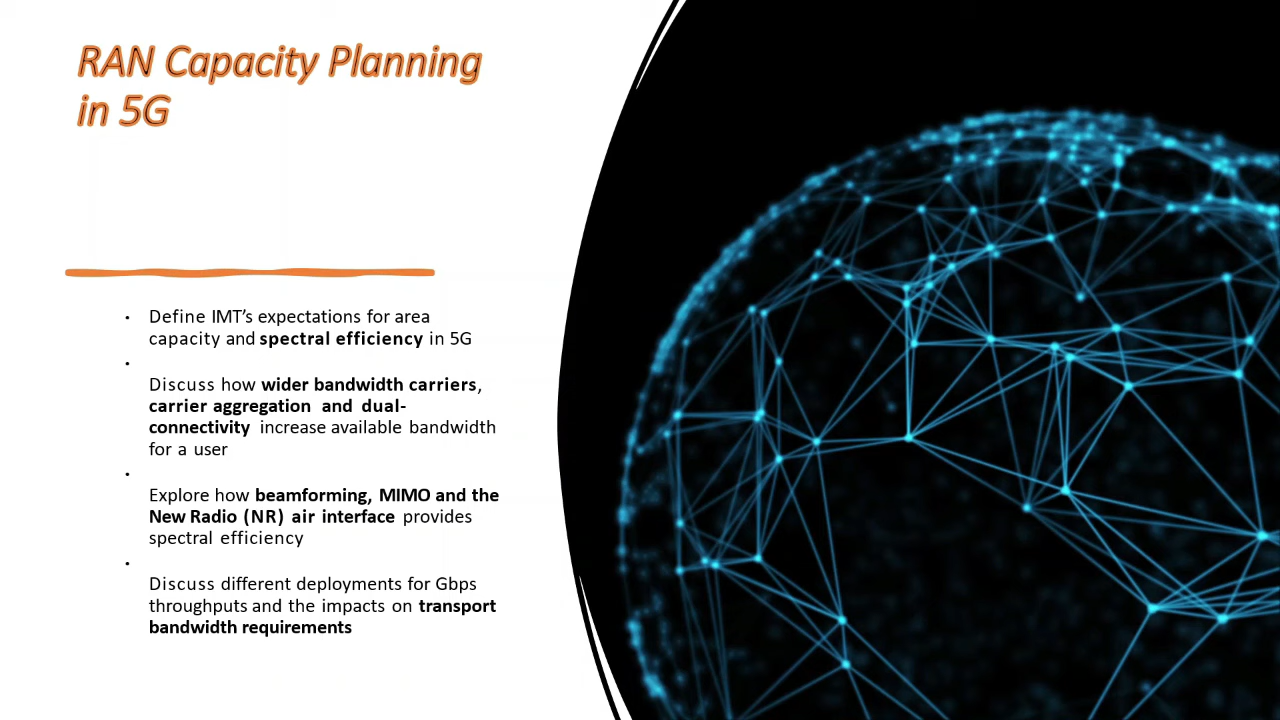 RAN Capacity Planning
in 5G
• Define IMT's expectations for area
capacity and spectral efficiency in 5G
•
Discuss how wider bandwidth carriers,
carrier aggregation and dual-
connectivity increase available bandwidth
for a user
•
Explore how beamforming, MIMO and the
New Radio (NR) air interface provides
spectral efficiency
•
Discuss different deployments for Gbps
throughputs and the impacts on transport
bandwidth requirements